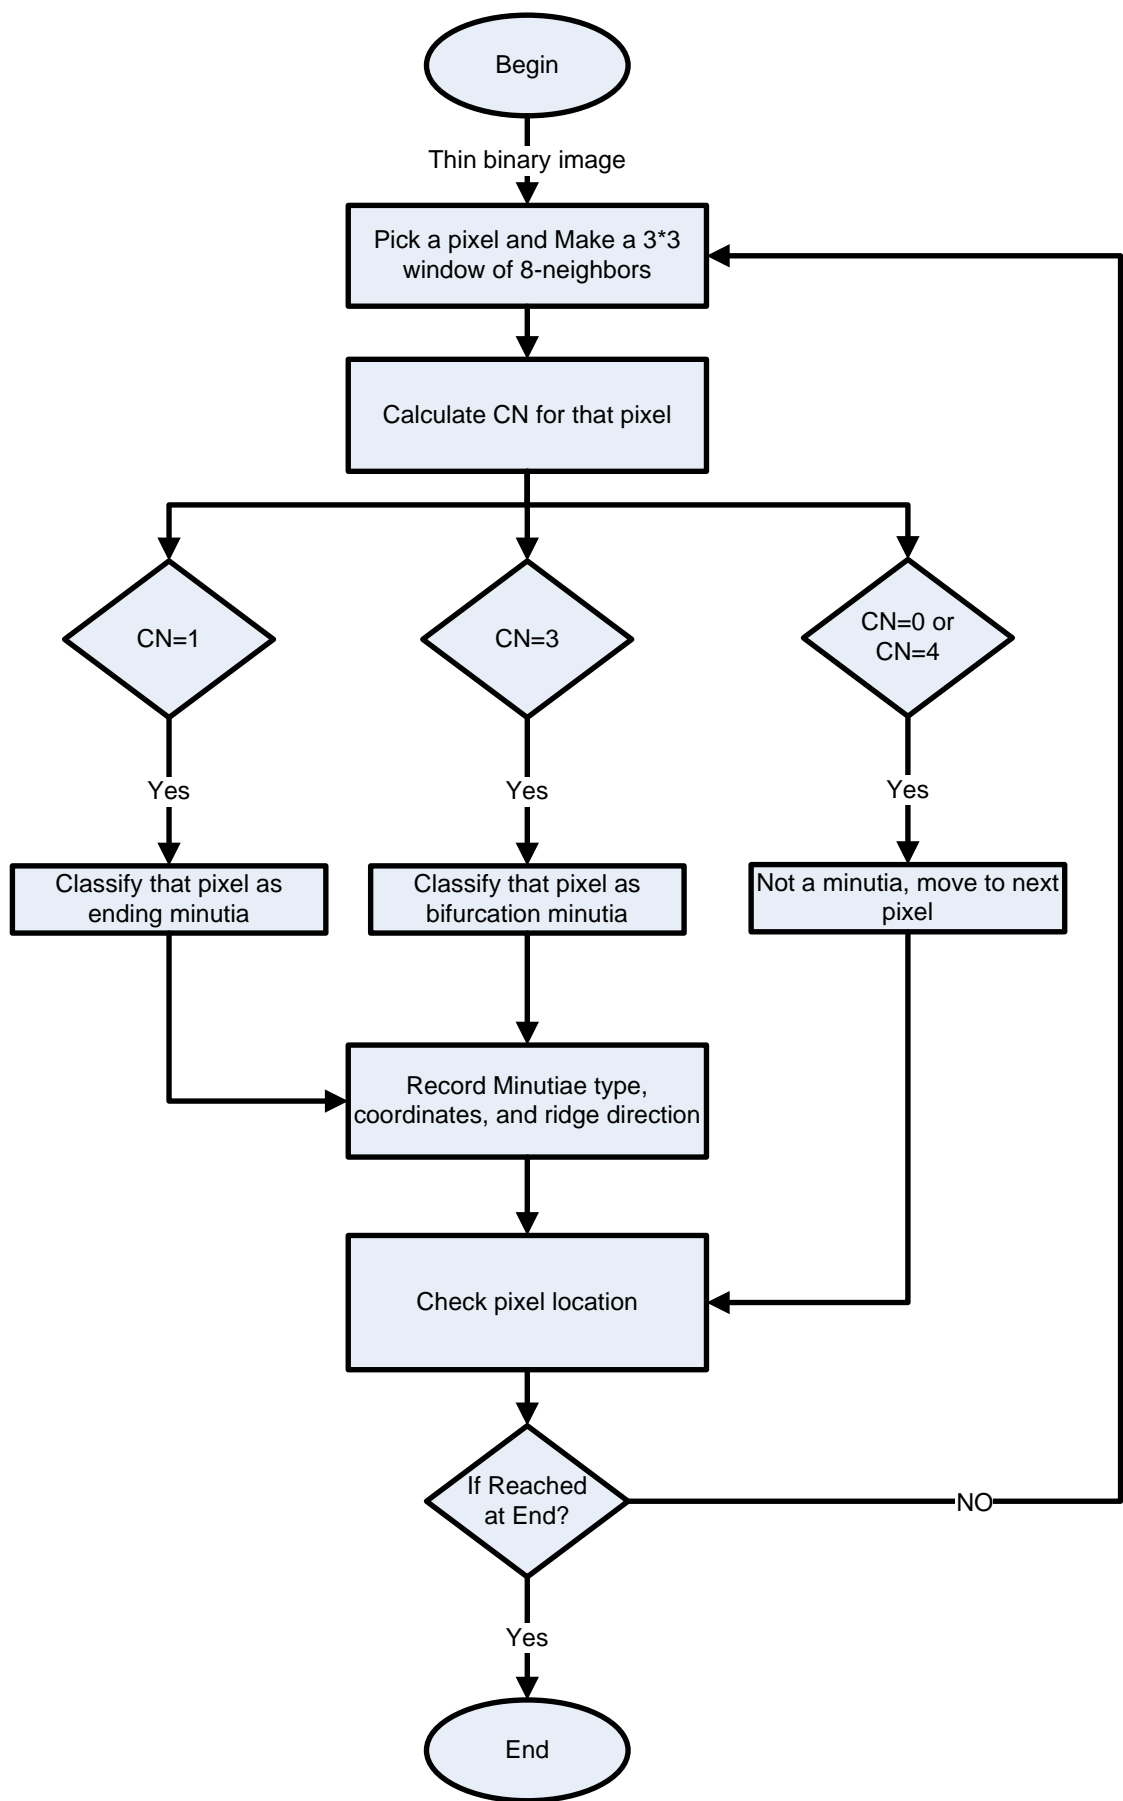 Begin
Thin binary image
Pick a pixel and Make a 3*3
window of 8-neighbors
Calculate CN for that pixel
CN=1
CN=3
CN=0 or
CN=4
Yes
Yes
Yes
Classify that pixel as
ending minutia
Classify that pixel as
bifurcation minutia
Not a minutia, move to next
pixel
Record Minutiae type,
coordinates, and ridge direction
Check pixel location
If Reached
at End?
NO
Yes
End